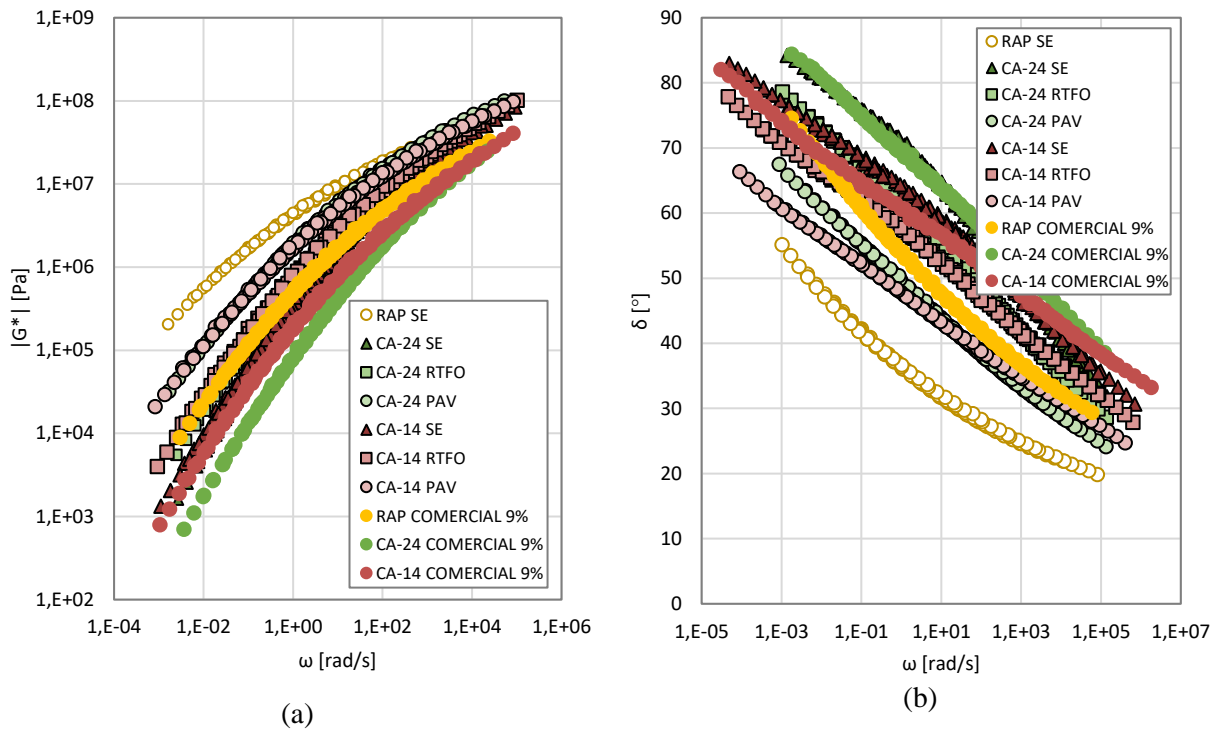 1,E+09
1,E+08
1,E+07
1,E+06
1,E+05
1,E+04
1,E+03
1,E+02
|G*| [Pa]
1,E-04
1,E-02
1,E+00
1,E+02
1,E+04
1,E+06
ω [rad/s]
RAP SE
CA-24 SE
CA-24 RTFO
CA-24 PAV
CA-14 SE
CA-14 RTFO
CA-14 PAV
RAP COMERCIAL 9%
CA-24 COMERCIAL 9%
CA-14 COMERCIAL 9%
(a)
90
80
70
60
50
40
30
20
10
0
δ [°]
1,E-05
1,E-03
1,E-01
1,E+01
1,E+03
1,E+05
1,E+07
ω [rad/s]
RAP SE
CA-24 SE
CA-24 RTFO
CA-24 PAV
CA-14 SE
CA-14 RTFO
CA-14 PAV
RAP COMERCIAL 9%
CA-24 COMERCIAL 9%
CA-14 COMERCIAL 9%
(b)